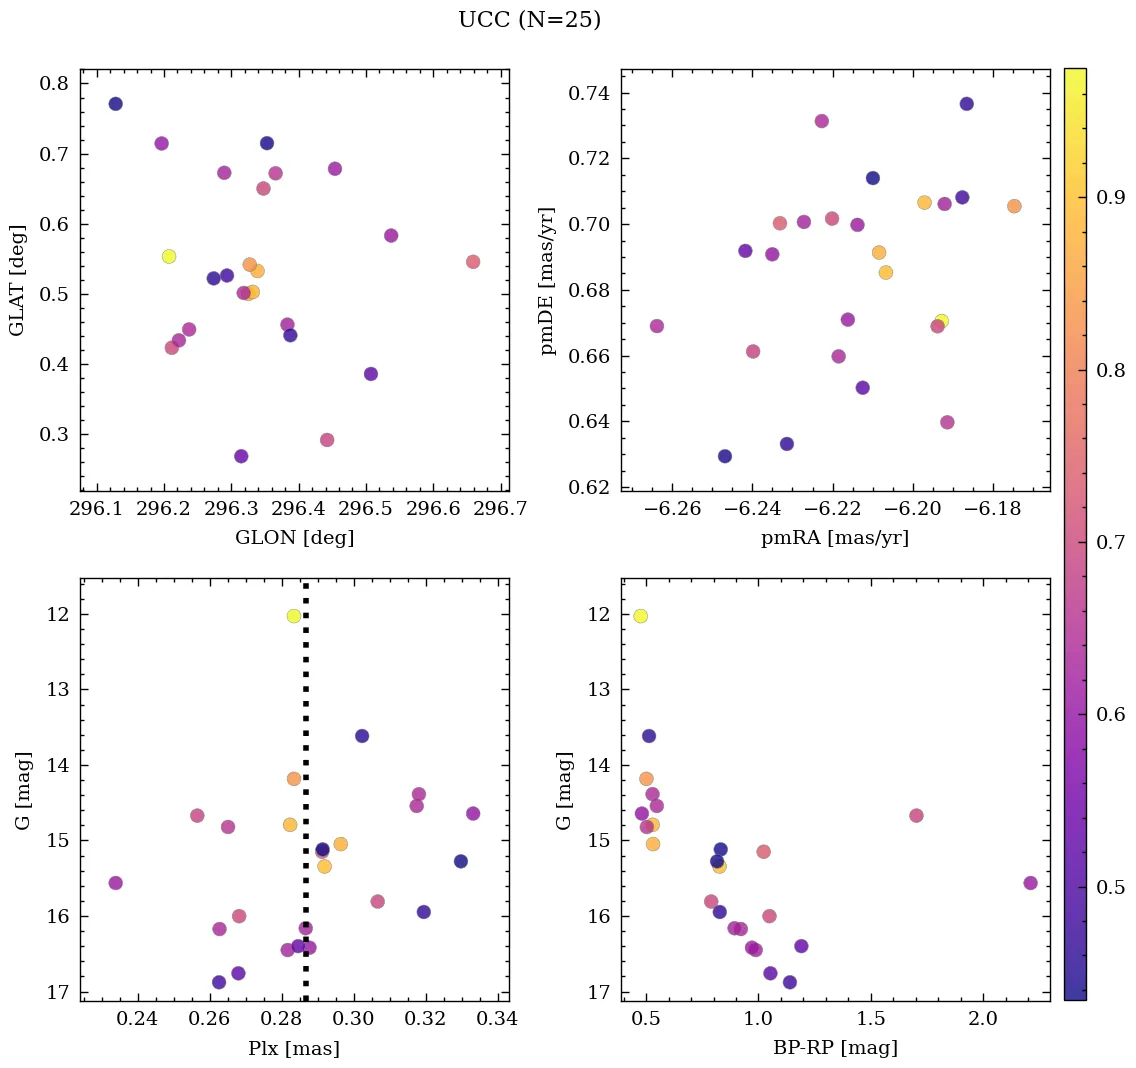 UCC (N=25)
0.8
0.7
0.6
0.5
0.4
0.3
GLAT [deg]
296.1 296.2 296.3 296.4 296.5 296.6 296.7
GLON [deg]
0.74
0.72
0.70
0.68
0.66
0.64
0.62
pmDE [mas/yr]
−6.26 −6.24 −6.22 −6.20 −6.18
pmRA [mas/yr]
12
13
14
15
16
17
G [mag]
0.24 0.26 0.28 0.30 0.32 0.34
Plx [mas]
12
13
14
15
16
17
G [mag]
0.5 1.0 1.5 2.0
BP-RP [mag]
0.9
0.8
0.7
0.6
0.5